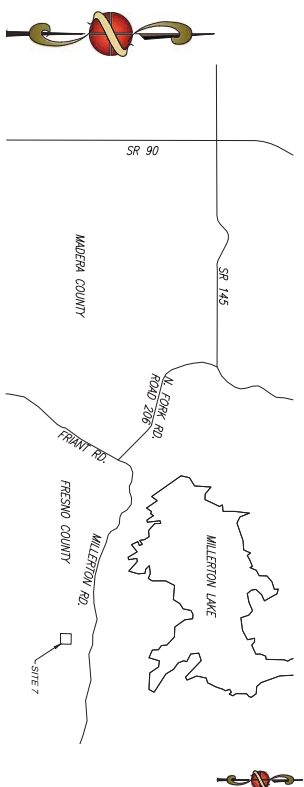 SR 90
SR 145
MADERA COUNTY
N. FORK RD.
ROAD 206
FRIANT RD.
FRESNO COUNTY
MILLERTON RD.
MILLERTON LAKE
SITE 7